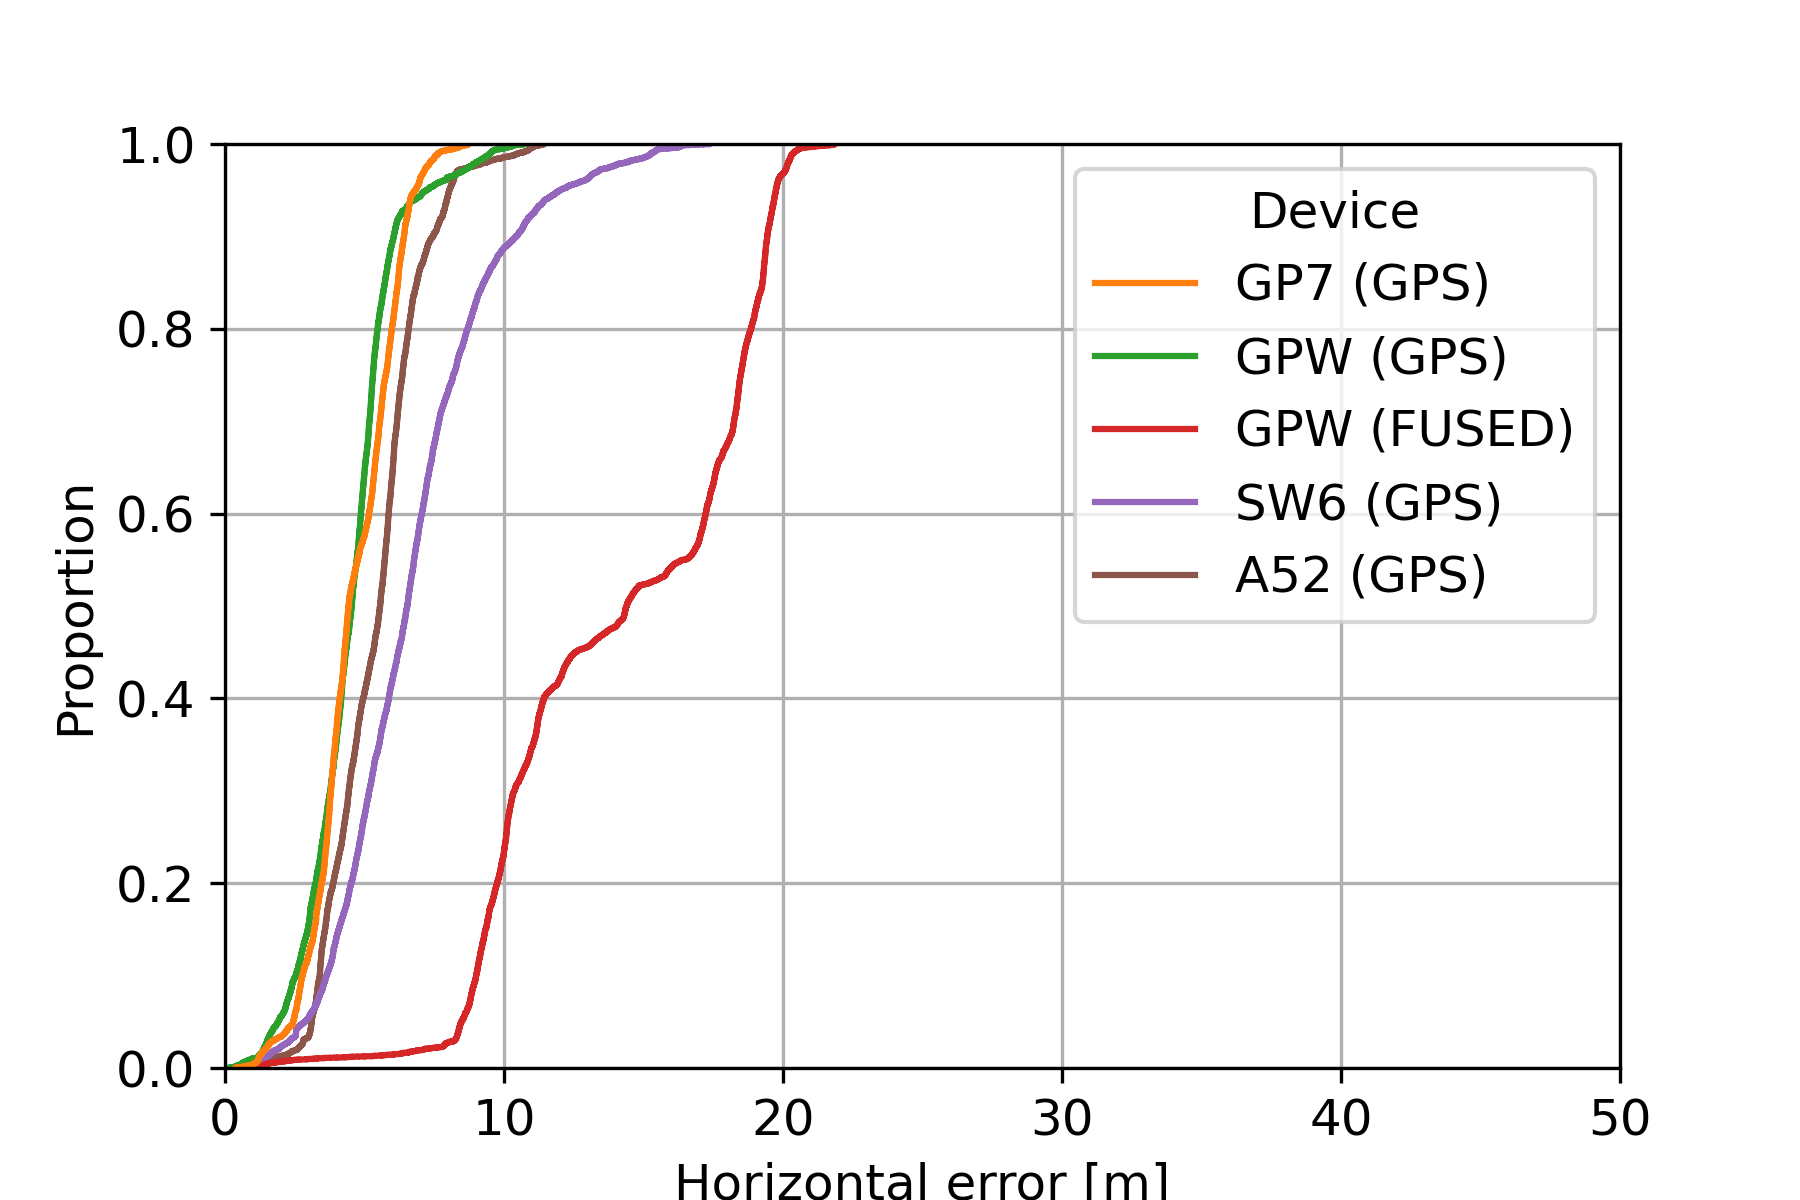 1.0
0.8
0.6
0.4
0.2
0.0
Proportion
0 10 20 30 40 50
Horizontal error [m]
Device
GP7 (GPS)
GPW (GPS)
GPW (FUSED)
SW6 (GPS)
A52 (GPS)